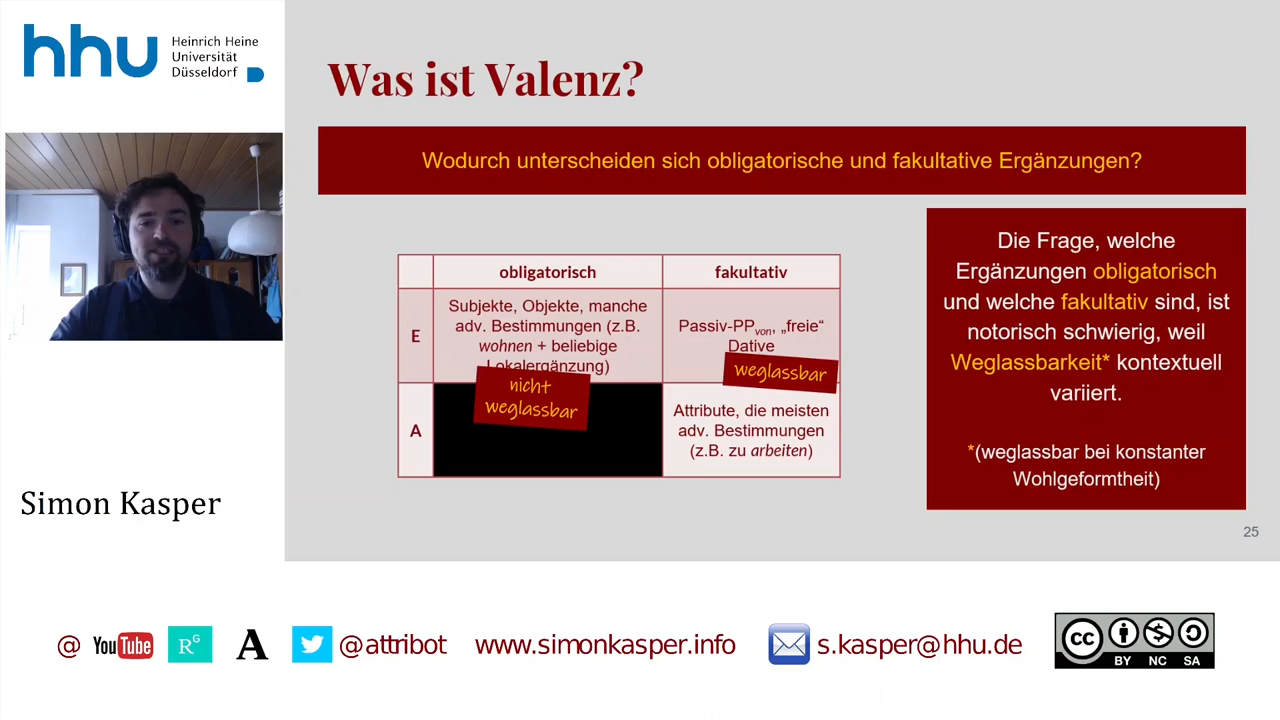 hhu
Heinrich Heine
Universität
Düsseldorf
Simon Kasper
Was ist Valenz?
Wodurch unterscheiden sich obligatorische und fakultative Ergänzungen?
obligatorisch
fakultativ
E
Subjekte, Objekte, manche
adv. Bestimmungen (z.B.
wohnen + beliebige
Lokalergänzung)
nicht
weglassbar
Passiv-PPvon, „freie“
Dative
weglassbar
A
Attribute, die meisten
adv. Bestimmungen
(z.B. zu arbeiten)
Die Frage, welche
Ergänzungen obligatorisch
und welche fakultativ sind, ist
notorisch schwierig, weil
Weglassbarkeit* kontextuell
variiert.
*(weglassbar bei konstanter
Wohlgeformtheit)
25
@ YouTube RG A @attribot www.simonkasper.info s.kasper@hhu.de
cc BY NC SA